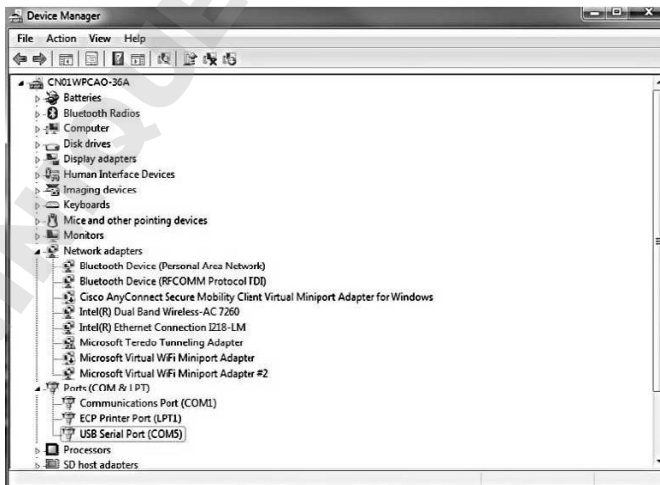 Device Manager
File Action View Help
CN01WPCAO-36A
Batteries
Bluetooth Radios
Computer
Disk drives
Display adapters
Human Interface Devices
Imaging devices
Keyboards
Mice and other pointing devices
Monitors
Network adapters
Bluetooth Device (Personal Area Network)
Bluetooth Device (RFCOMM Protocol TDI)
Cisco AnyConnect Secure Mobility Client Virtual Miniport Adapter for Windows
Intel(R) Dual Band Wireless-AC 7260
Intel(R) Ethernet Connection I218-LM
Microsoft Teredo Tunneling Adapter
Microsoft Virtual WiFi Miniport Adapter
Microsoft Virtual WiFi Miniport Adapter #2
Ports (COM & LPT)
Communications Port (COM1)
ECP Printer Port (LPT1)
USB Serial Port (COM5)
Processors
SD host adapters